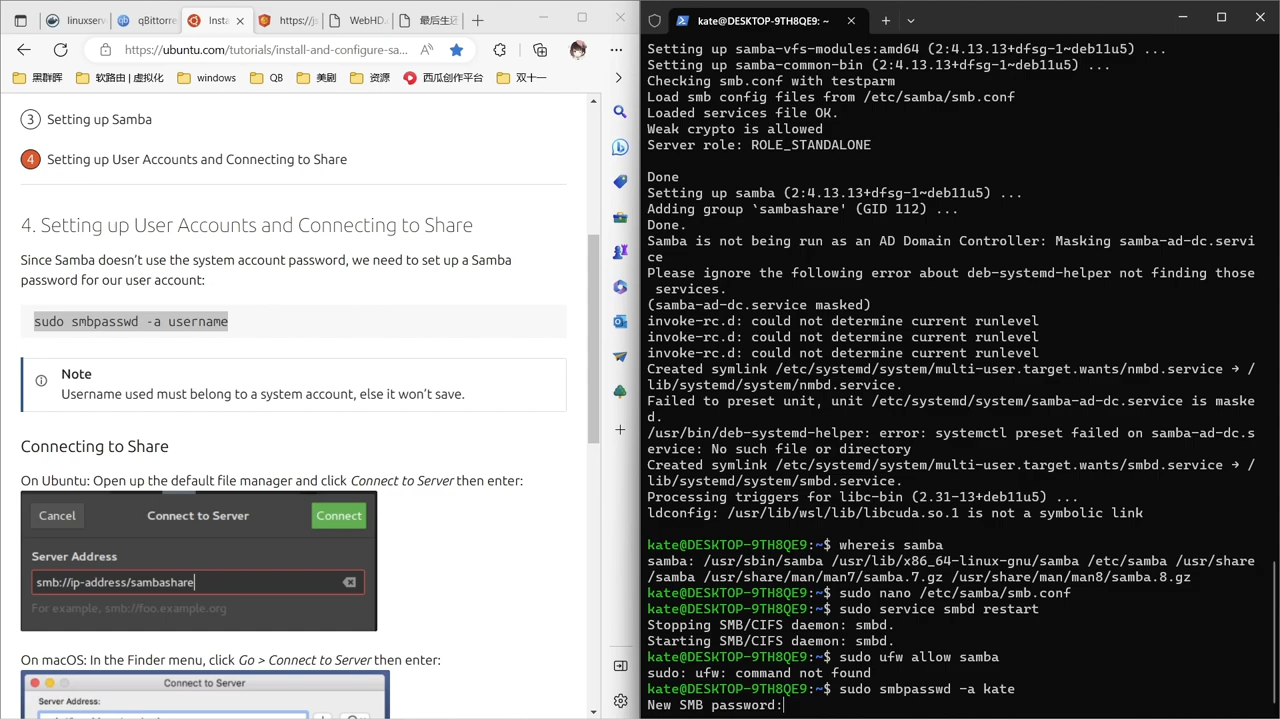 linuxserv
qBittorre
Insta
https://js
WebHD.
最后生还
https://ubuntu.com/tutorials/install-and-configure-sa...
黑群晖
软路由 | 虚拟化
windows
QB
美剧
资源
西瓜创作平台
双十一
3 Setting up Samba
4 Setting up User Accounts and Connecting to Share
4. Setting up User Accounts and Connecting to Share
Since Samba doesn’t use the system account password, we need to set up a Samba
password for our user account:
sudo smbpasswd -a username
Note
Username used must belong to a system account, else it won’t save.
Connecting to Share
On Ubuntu: Open up the default file manager and click Connect to Server then enter:
Cancel
Connect to Server
Connect
Server Address
smb://ip-address/sambashare
For example, smb://foo.example.org
On macOS: In the Finder menu, click Go > Connect to Server then enter:
Connect to Server
Server Address:
kate@DESKTOP-9TH8QE9: ~
Setting up samba-vfs-modules:amd64 (2:4.13.13+dfsg-1~deb11u5) ...
Setting up samba-common-bin (2:4.13.13+dfsg-1~deb11u5) ...
Checking smb.conf with testparm
Load smb config files from /etc/samba/smb.conf
Loaded services file OK.
Weak crypto is allowed
Server role: ROLE_STANDALONE
Done
Setting up samba (2:4.13.13+dfsg-1~deb11u5) ...
Adding group `sambashare' (GID 112) ...
Done.
Samba is not being run as an AD Domain Controller: Masking samba-ad-dc.servi
ce
Please ignore the following error about deb-systemd-helper not finding those
services.
(samba-ad-dc.service masked)
invoke-rc.d: could not determine current runlevel
invoke-rc.d: could not determine current runlevel
invoke-rc.d: could not determine current runlevel
Created symlink /etc/systemd/system/multi-user.target.wants/nmbd.service → /
lib/systemd/system/nmbd.service.
Failed to preset unit, unit /etc/systemd/system/samba-ad-dc.service is maske
d.
/usr/bin/deb-systemd-helper: error: systemctl preset failed on samba-ad-dc.s
ervice: No such file or directory
Created symlink /etc/systemd/system/multi-user.target.wants/smbd.service → /
lib/systemd/system/smbd.service.
Processing triggers for libc-bin (2.31-13+deb11u5) ...
ldconfig: /usr/lib/wsl/lib/libcuda.so.1 is not a symbolic link
kate@DESKTOP-9TH8QE9:~$ whereis samba
samba: /usr/sbin/samba /usr/lib/x86_64-linux-gnu/samba /etc/samba /usr/share
/samba /usr/share/man/man7/samba.7.gz /usr/share/man/man8/samba.8.gz
kate@DESKTOP-9TH8QE9:~$ sudo nano /etc/samba/smb.conf
kate@DESKTOP-9TH8QE9:~$ sudo service smbd restart
Stopping SMB/CIFS daemon: smbd.
Starting SMB/CIFS daemon: smbd.
kate@DESKTOP-9TH8QE9:~$ sudo ufw allow samba
sudo: ufw: command not found
kate@DESKTOP-9TH8QE9:~$ sudo smbpasswd -a kate
New SMB password: